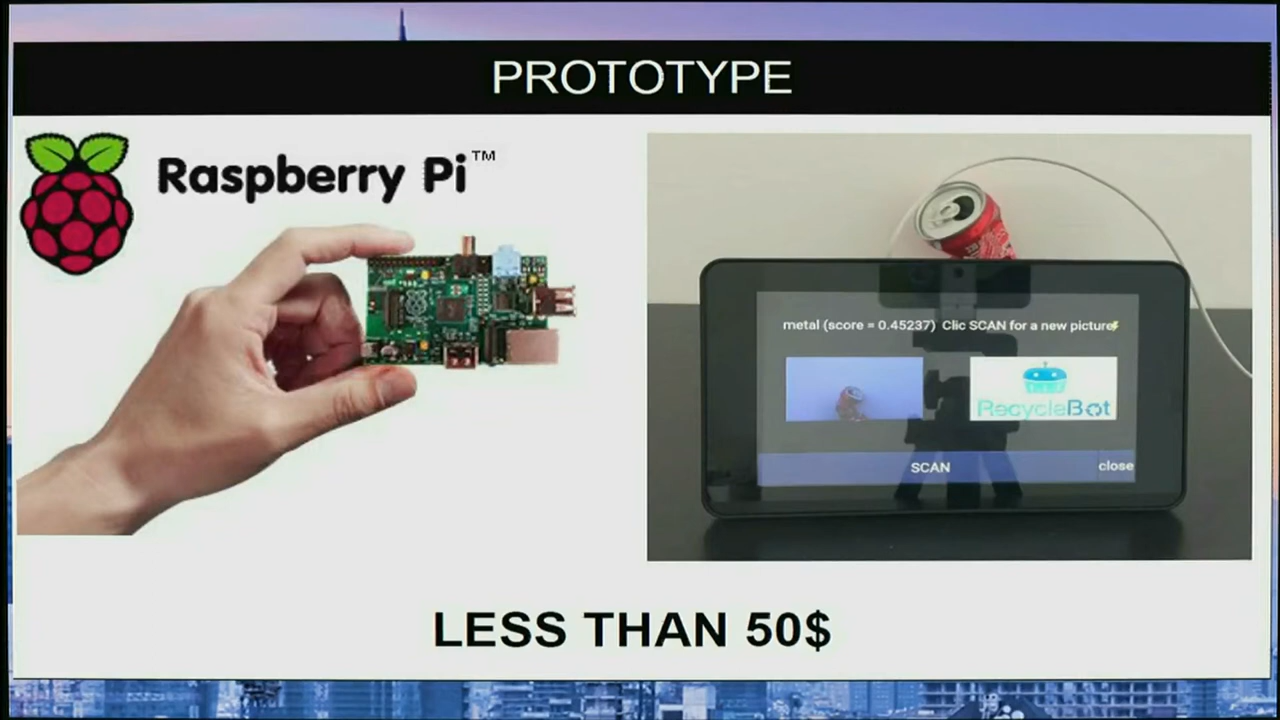 PROTOTYPE
Raspberry Pi™
metal (score = 0.45237) Clic SCAN for a new picture
RecycleBot
SCAN
close
LESS THAN 50$